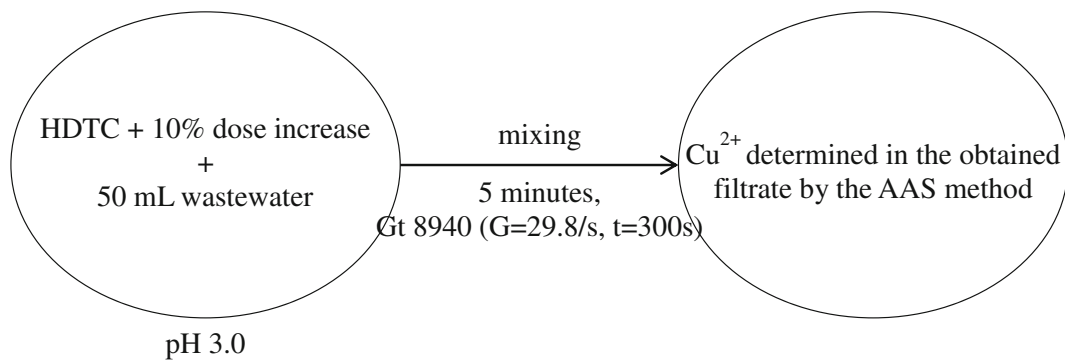 HDTC + 10% dose increase
+
50 mL wastewater
pH 3.0
mixing
5 minutes,
Gt 8940 (G=29.8/s, t=300s)
Cu²⁺ determined in the obtained
filtrate by the AAS method